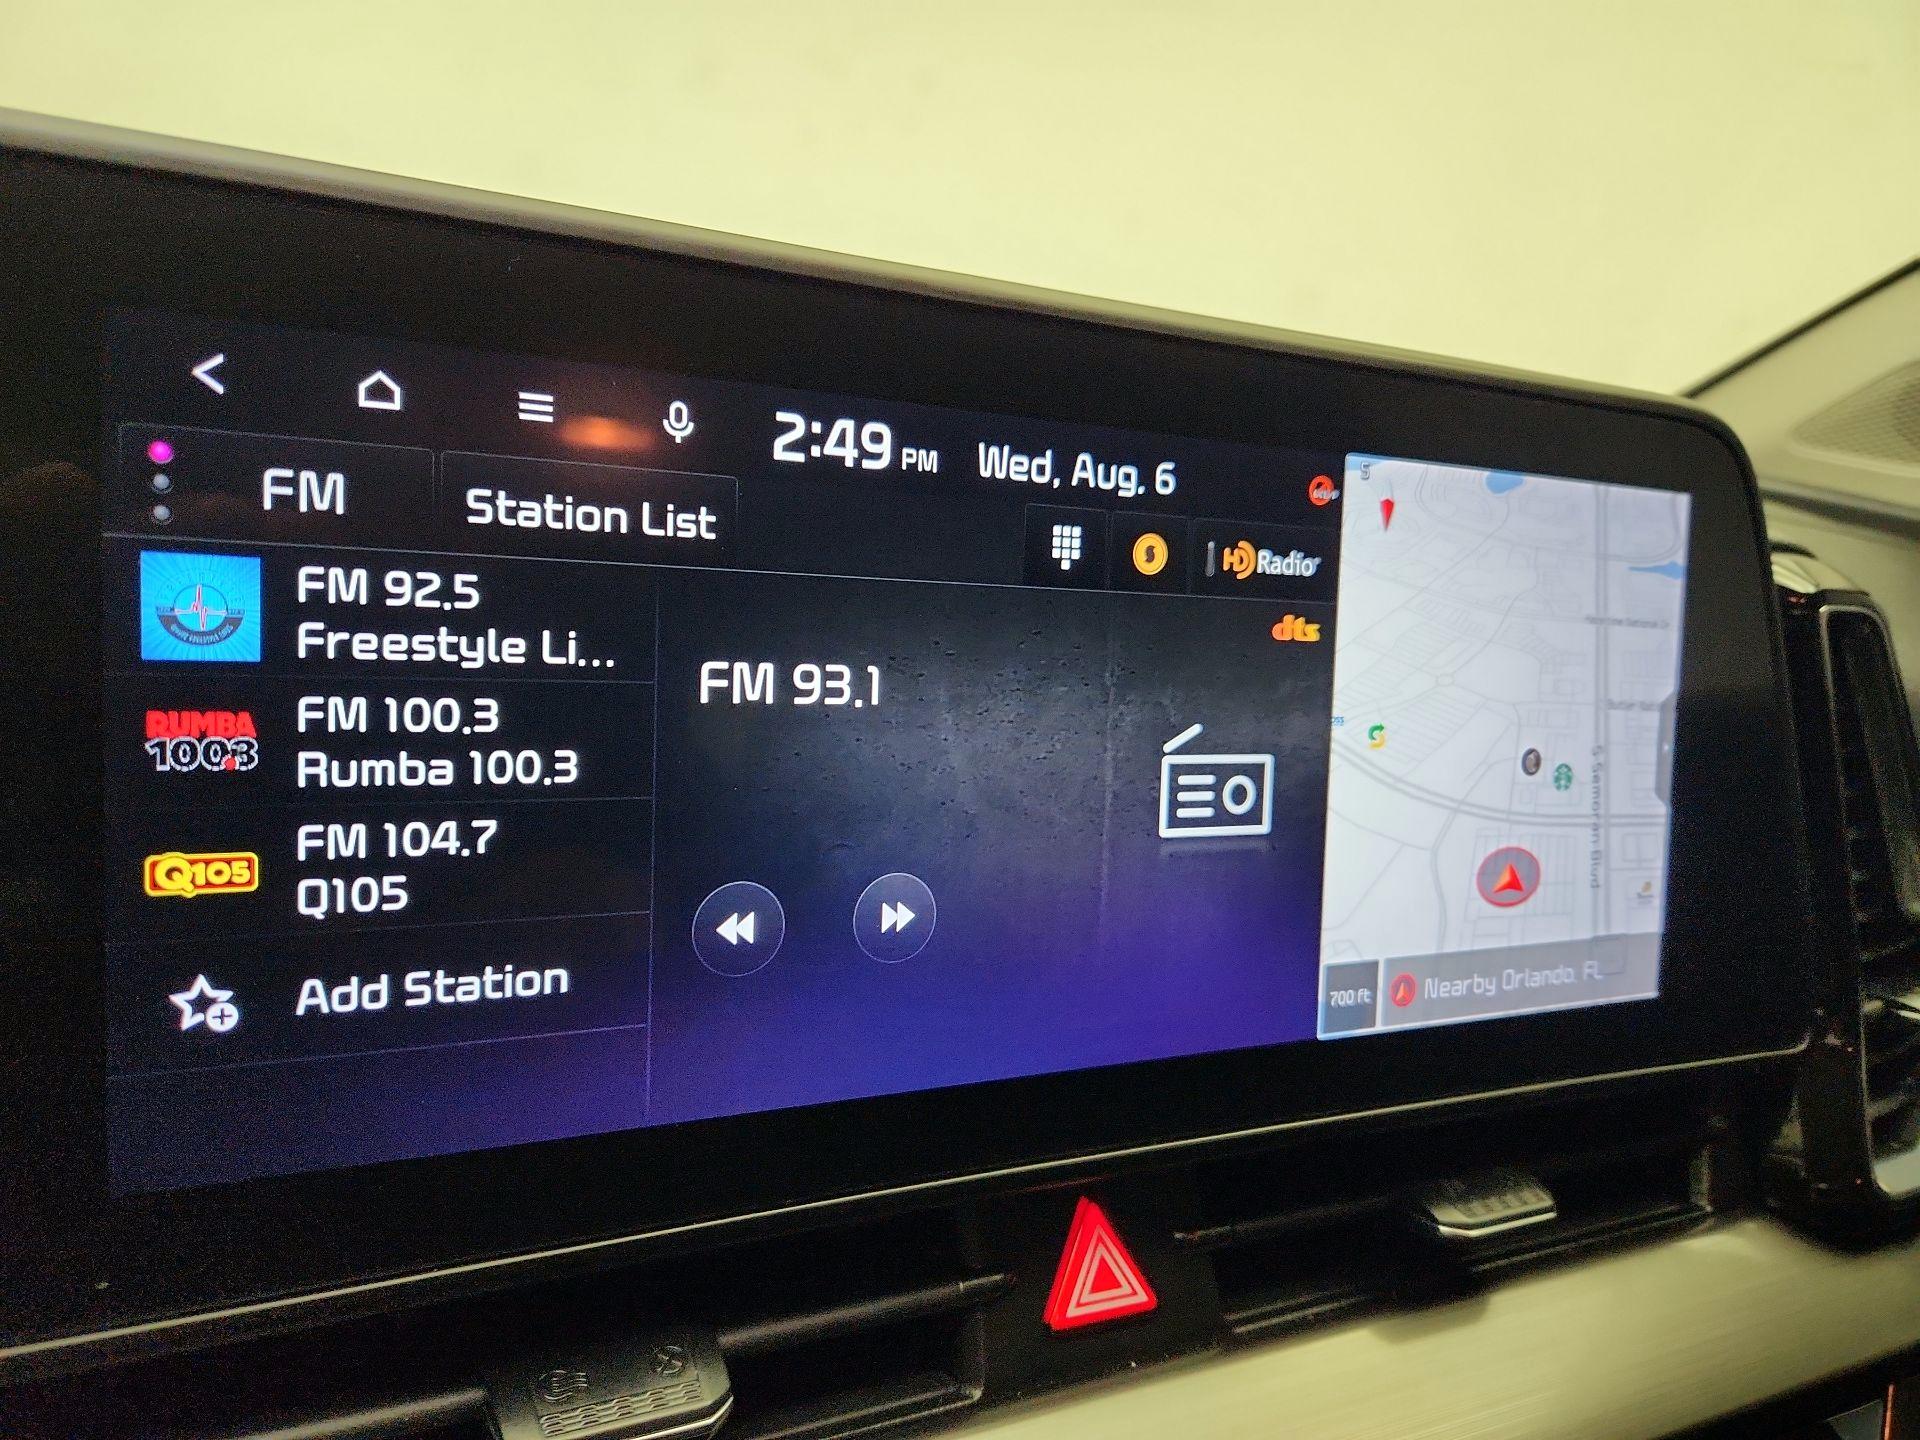 2:49 PM
Wed, Aug. 6
FM
Station List
HD Radio
dts
FM 92.5
Freestyle Li...
RUMBA
100.3
FM 100.3
Rumba 100.3
Q105
FM 104.7
Q105
Add Station
FM 93.1
S
S Semoran Blvd
700 ft
Nearby Orlando, FL